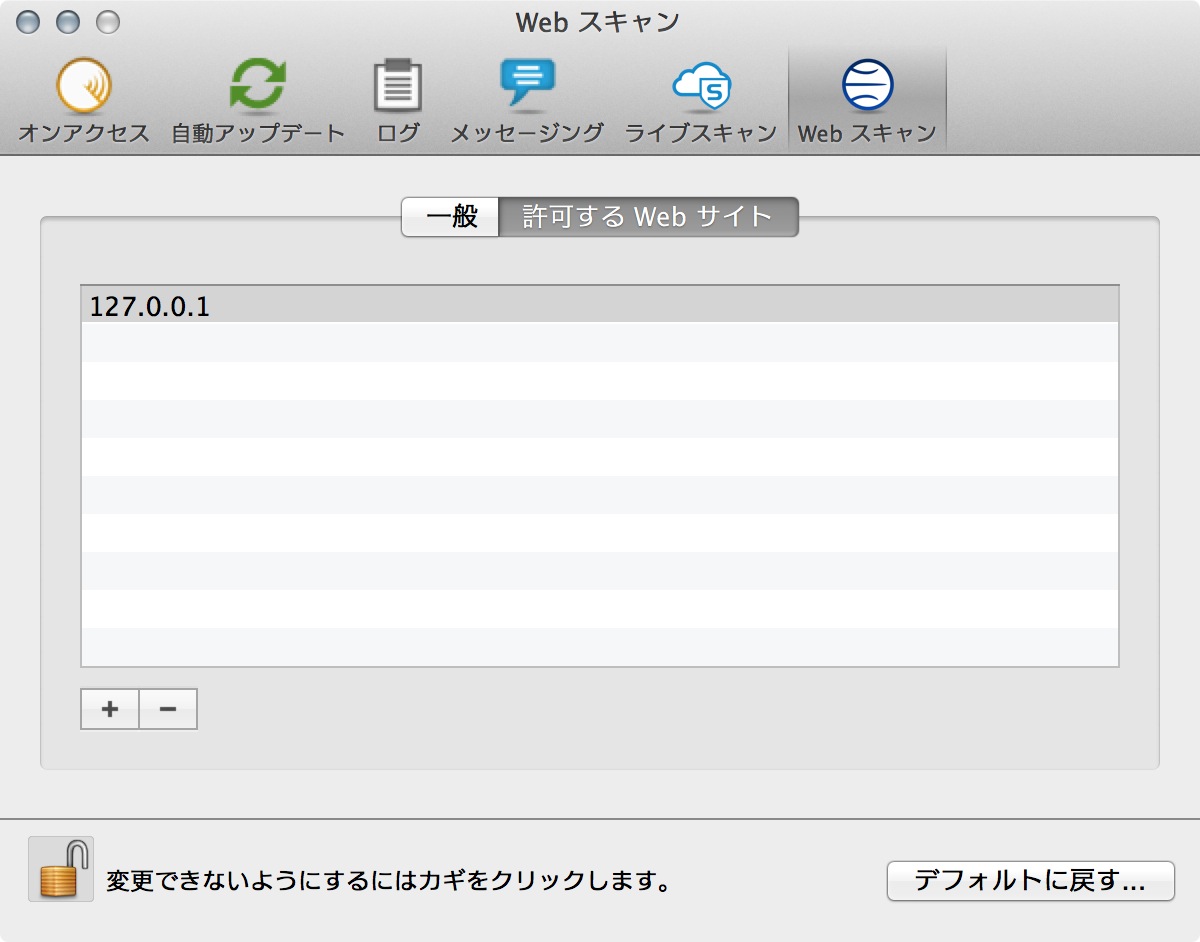 Web スキャン
オンアクセス 自動アップデート ログ メッセージング ライブスキャン Web スキャン
一般 許可する Web サイト
127.0.0.1
+ −
変更できないようにするにはカギをクリックします。
デフォルトに戻す...